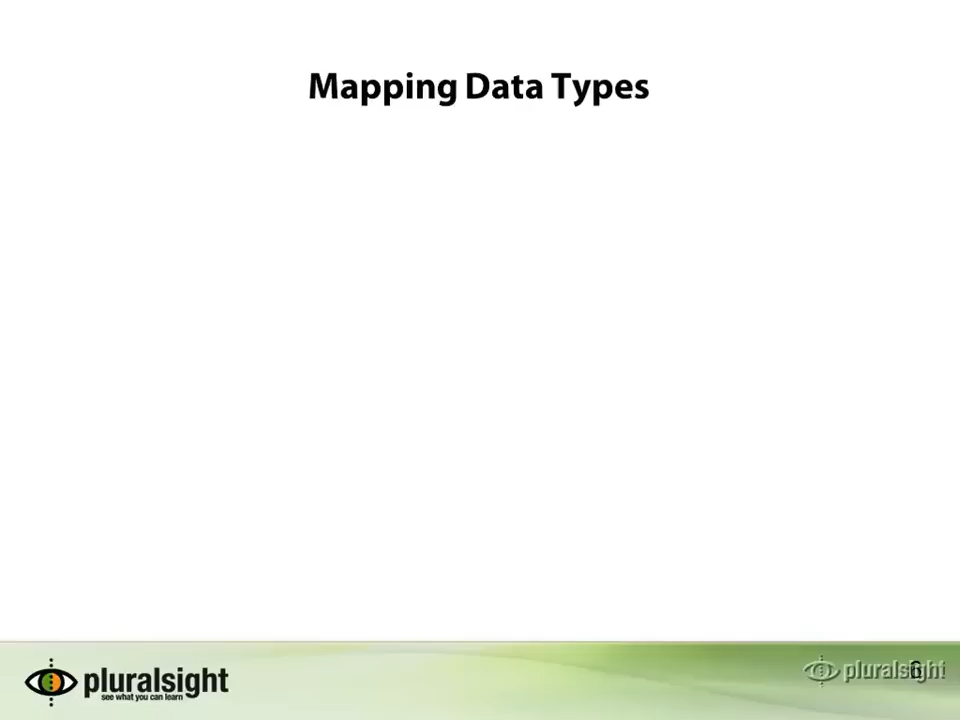 Mapping Data Types
pluralsight
see what you can learn
pluralsight
6